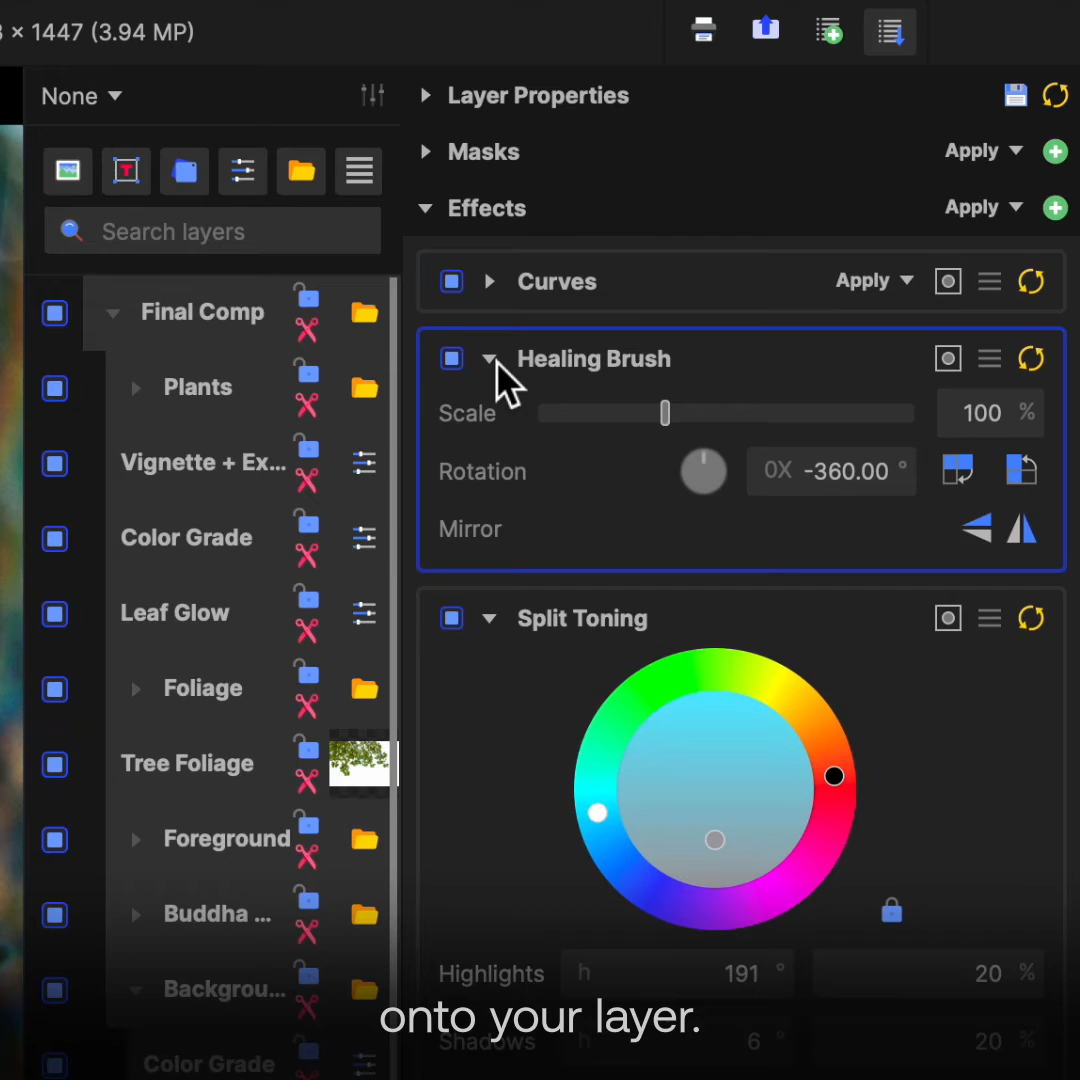 3 × 1447 (3.94 MP)
None
Search layers
Final Comp
Plants
Vignette + Ex...
Color Grade
Leaf Glow
Foliage
Tree Foliage
Foreground
Buddha ...
Backgrou...
Color Grade
Layer Properties
Masks
Apply
Effects
Apply
Curves
Apply
Healing Brush
Scale
100 %
Rotation
0X -360.00 °
Mirror
Split Toning
Highlights h 191 ° 20 %
Shadows h 6 ° 20 %
onto your layer.